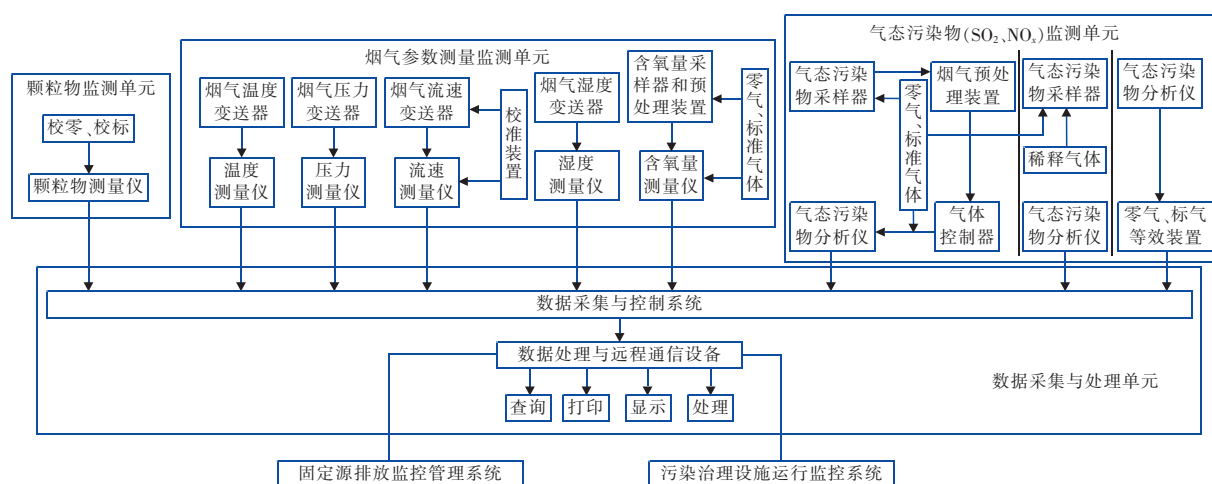 颗粒物监测单元
校零、校标
颗粒物测量仪
烟气参数测量监测单元
烟气温度
变送器
烟气压力
变送器
烟气流速
变送器
校准装置
烟气湿度
变送器
含氧量采
样器和预
处理装置
零气、标准气体
温度
测量仪
压力
测量仪
流速
测量仪
湿度
测量仪
含氧量
测量仪
气态污染物(SO₂、NOₓ)监测单元
气态污染
物采样器
零气、标准气体
烟气预处
理装置
气态污染
物采样器
气态污染
物分析仪
稀释气体
气态污染
物分析仪
气体
控制器
气态污染
物分析仪
零气、标气
等效装置
数据采集与控制系统
数据处理与远程通信设备
查询
打印
显示
处理
数据采集与处理单元
固定源排放监控管理系统
污染治理设施运行监控系统